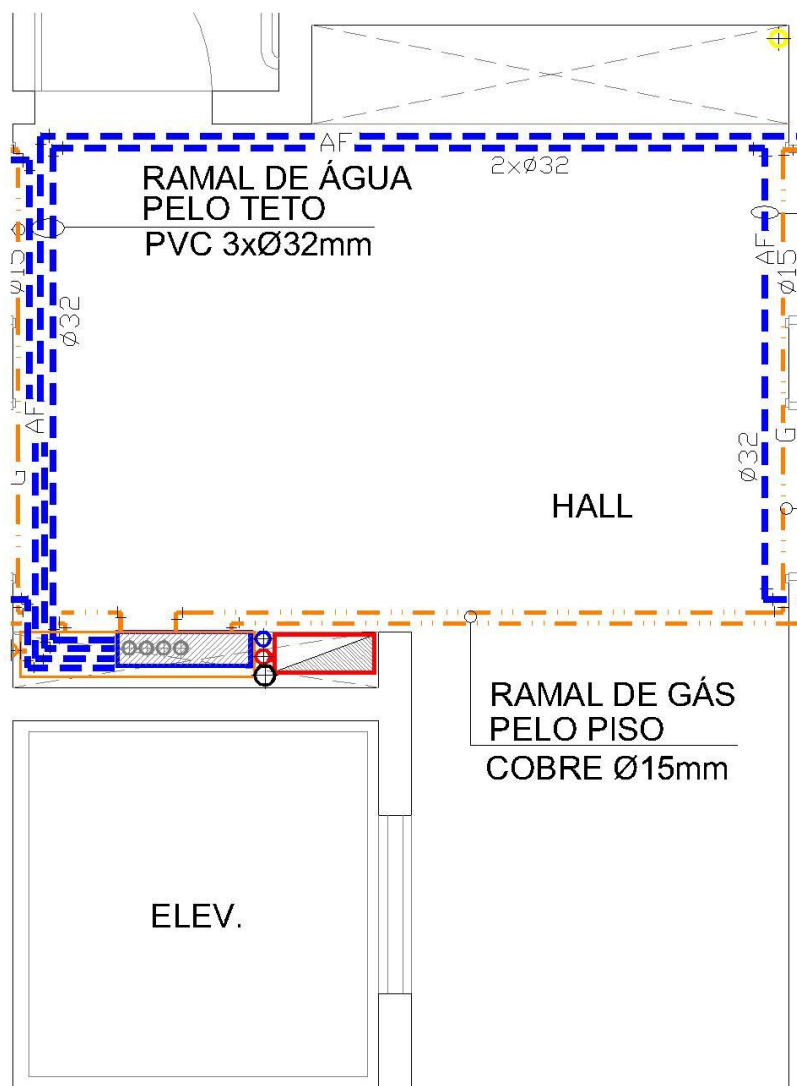 AF
2xØ32
RAMAL DE ÁGUA
PELO TETO
PVC 3xØ32mm
Ø15
AF
Ø15
Ø32
AF
G
G
Ø32
HALL
RAMAL DE GÁS
PELO PISO
COBRE Ø15mm
ELEV.